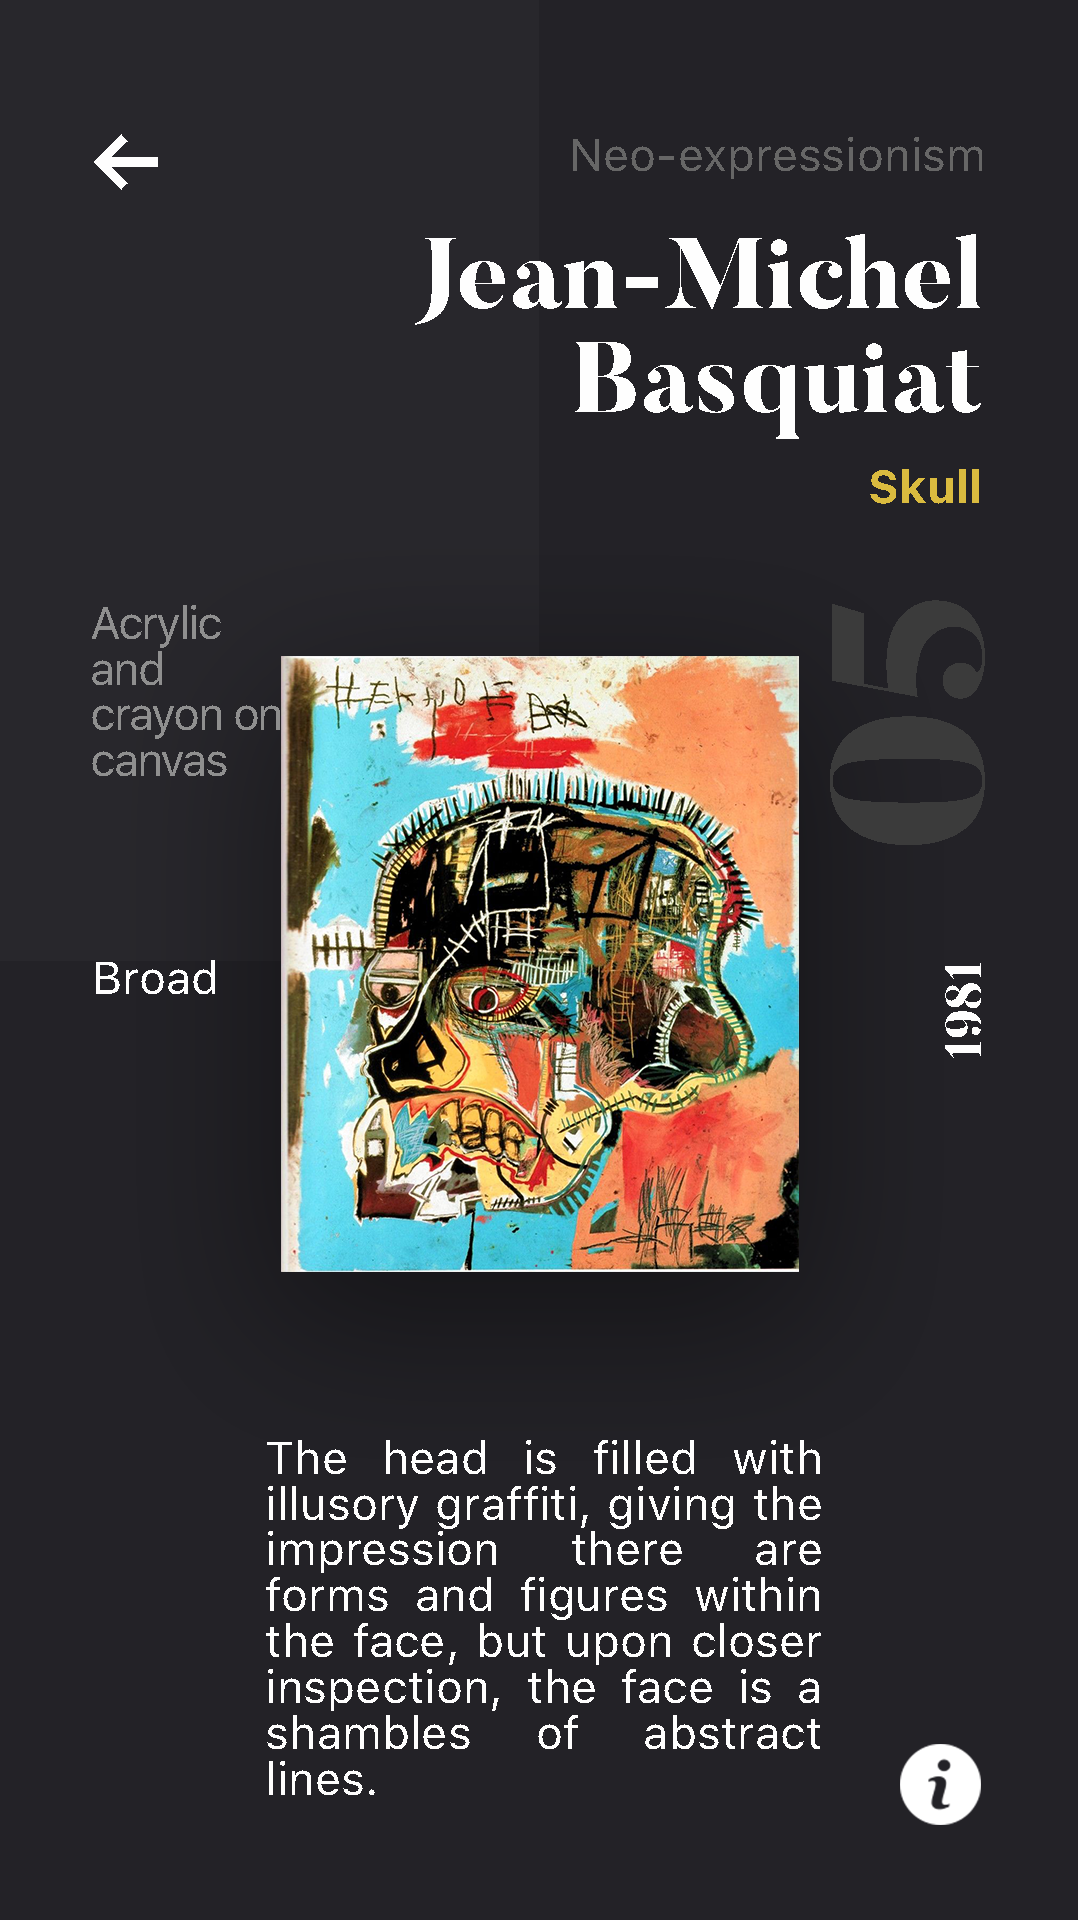 Neo-expressionism
Jean-Michel
Basquiat
Skull
Acrylic
and
crayon on
canvas
05
Broad
1981
The head is filled with
illusory graffiti, giving the
impression there are
forms and figures within
the face, but upon closer
inspection, the face is a
shambles of abstract
lines.
i